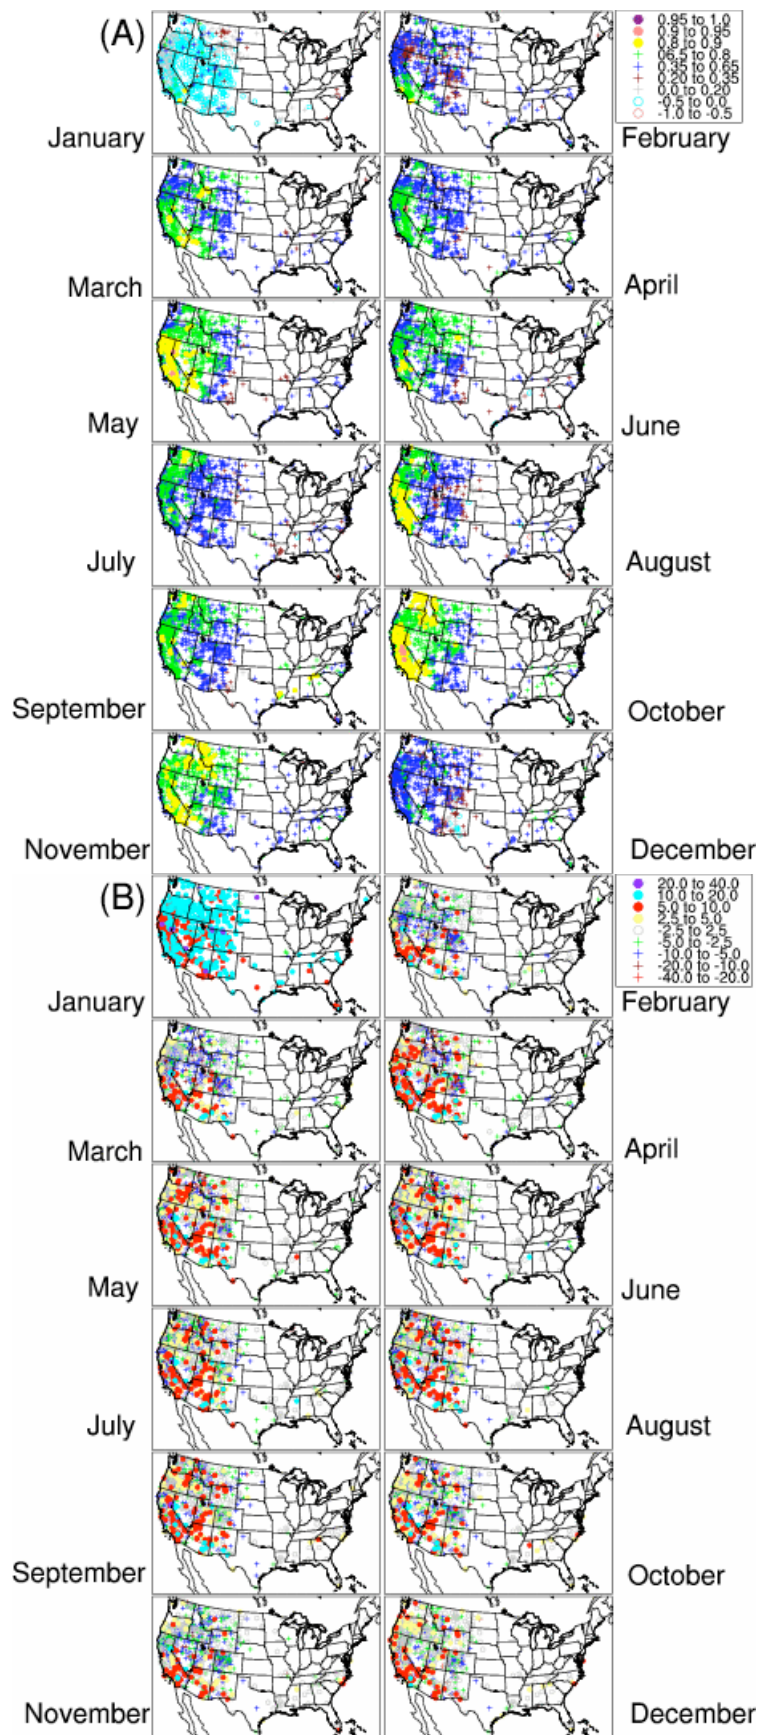 (A)
0.95 to 1.0
0.9 to 0.95
0.8 to 0.9
06.5 to 0.8
0.35 to 0.65
0.20 to 0.35
0.0 to 0.20
-0.5 to 0.0
-1.0 to -0.5
January
February
March
April
May
June
July
August
September
October
November
December
(B)
20.0 to 40.0
10.0 to 20.0
5.0 to 10.0
2.5 to 5.0
-2.5 to 2.5
-5.0 to -2.5
-10.0 to -5.0
-20.0 to -10.0
-40.0 to -20.0
January
February
March
April
May
June
July
August
September
October
November
December